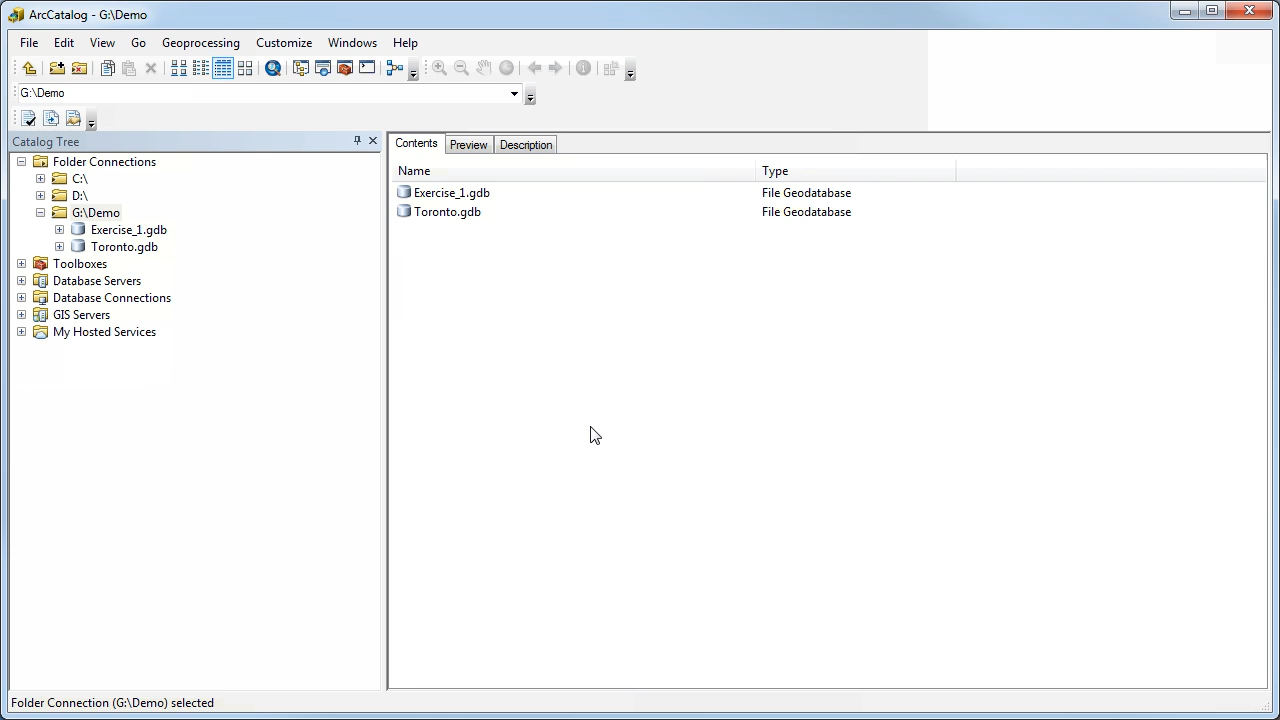 ArcCatalog - G:\Demo
File Edit View Go Geoprocessing Customize Windows Help
G:\Demo
Catalog Tree
Folder Connections
C:\
D:\
G:\Demo
Exercise_1.gdb
Toronto.gdb
Toolboxes
Database Servers
Database Connections
GIS Servers
My Hosted Services
Contents Preview Description
Name Type
Exercise_1.gdb File Geodatabase
Toronto.gdb File Geodatabase
Folder Connection (G:\Demo) selected